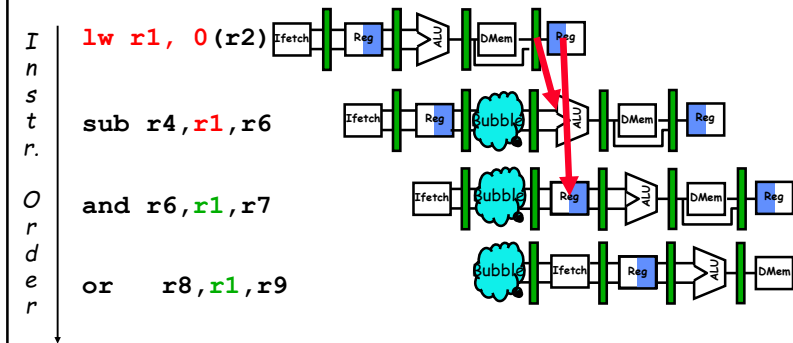 Instr. Order
lw r1, 0(r2) Ifetch Reg ALU DMem Reg
sub r4,r1,r6 Ifetch Reg Bubble ALU DMem Reg
and r6,r1,r7 Ifetch Bubble Reg ALU DMem Reg
or r8,r1,r9 Bubble Ifetch Reg ALU DMem